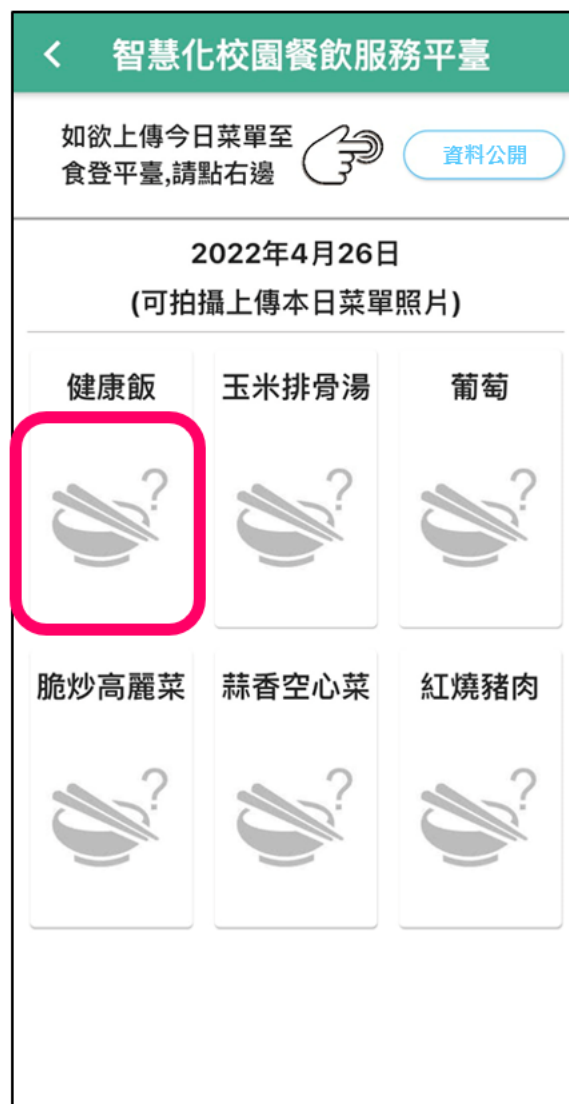 智慧化校園餐飲服務平臺
如欲上傳今日菜單至
食登平臺,請點右邊
資料公開
2022年4月26日
(可拍攝上傳本日菜單照片)
健康飯 玉米排骨湯 葡萄
? ? ?
脆炒高麗菜 蒜香空心菜 紅燒豬肉
? ? ?